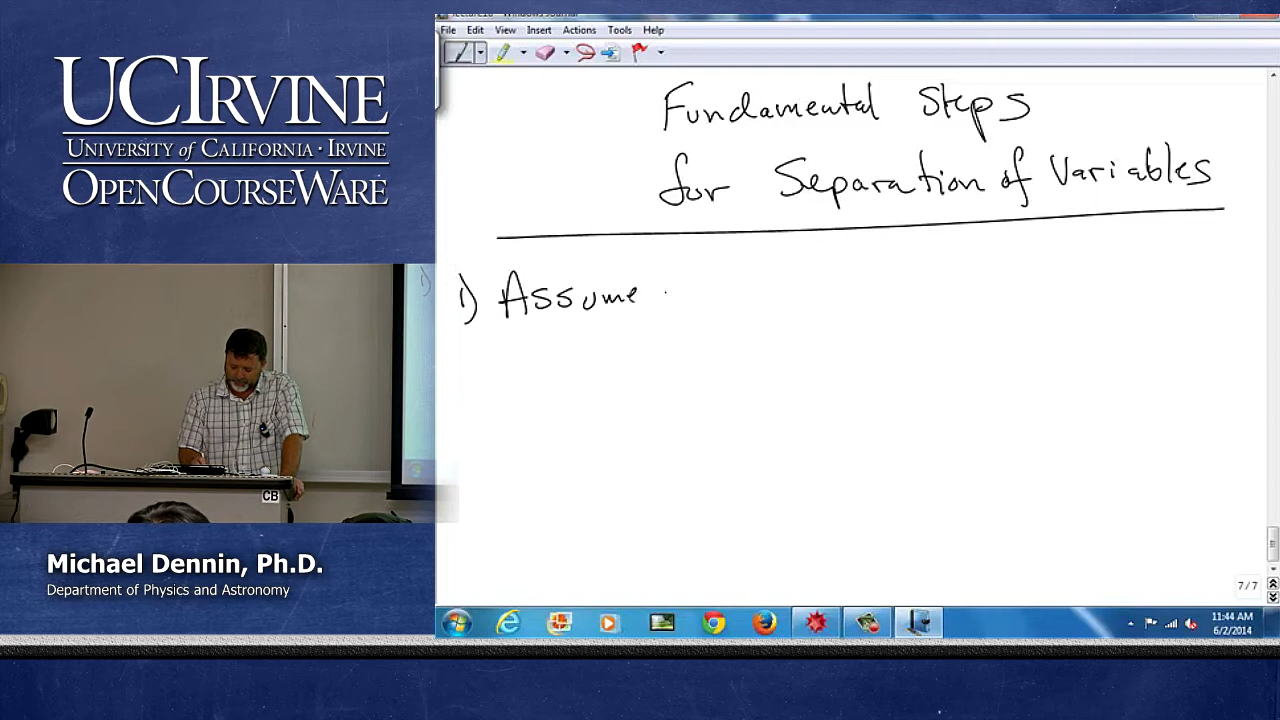 UCIRVINE
UNIVERSITY of CALIFORNIA · IRVINE
OPENCOURSEWARE
File Edit View Insert Actions Tools Help
Fundamental Steps
for Separation of Variables
1) Assume
CB
Michael Dennin, Ph.D.
Department of Physics and Astronomy
7/7
11:44 AM
6/2/2014